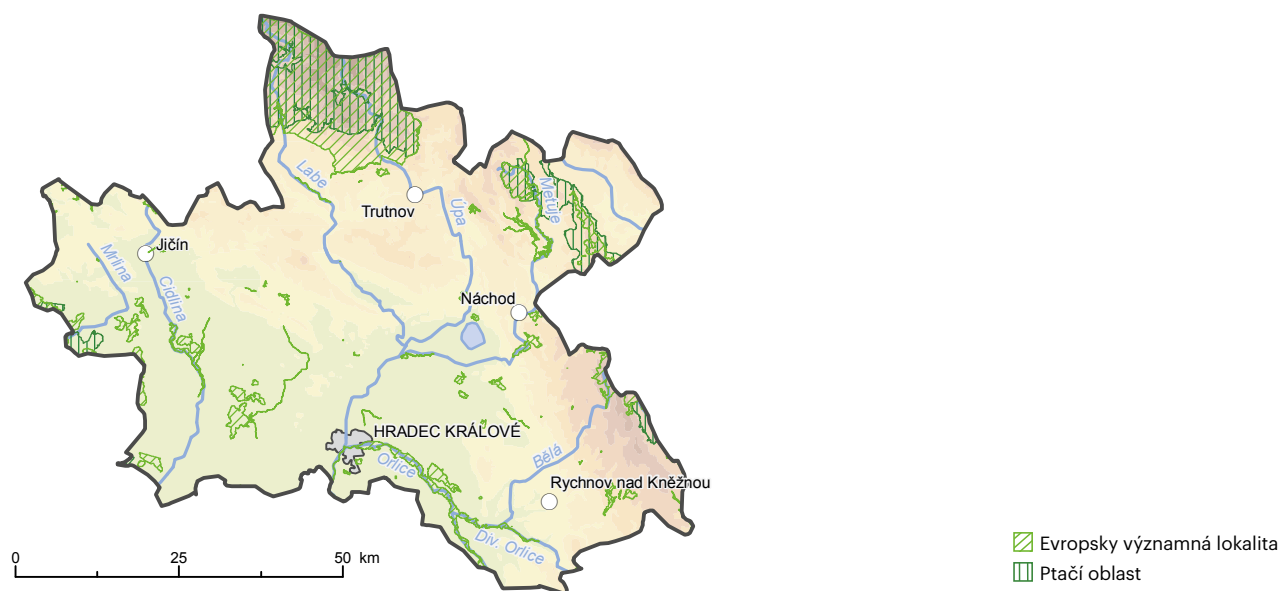 Labe
Metúje
Trutnov
Úpa
Jičín
Mrlina
Cidlina
Náchod
HRADEC KRÁLOVÉ
Orlice
Bělá
Rychnov nad Kněžnou
Div. Orlice
0 25 50 km
Evropsky významná lokalita
Ptačí oblast